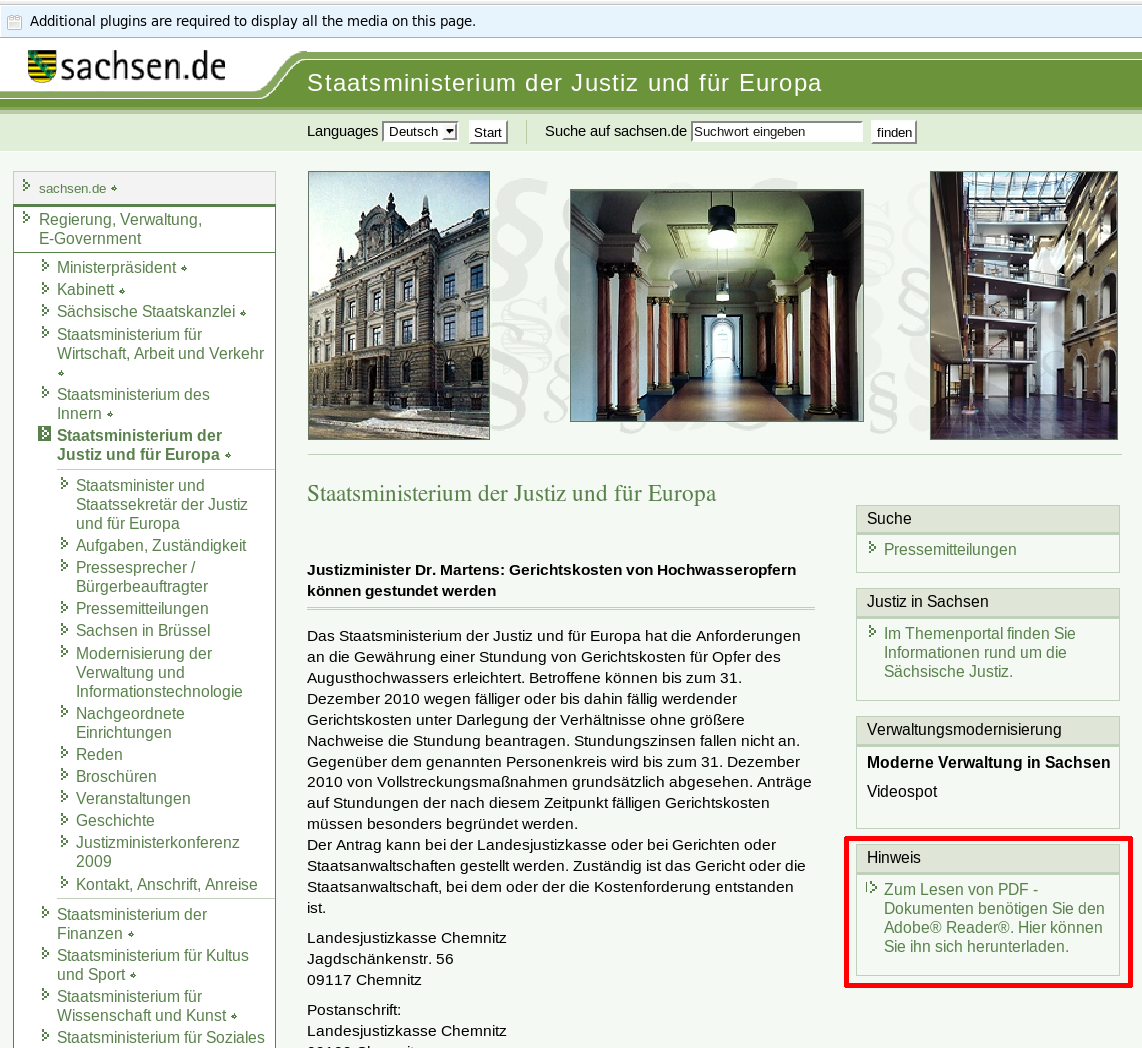 Additional plugins are required to display all the media on this page.
sachsen.de
Staatsministerium der Justiz und für Europa
Languages Deutsch Start Suche auf sachsen.de Suchwort eingeben finden
sachsen.de
Regierung, Verwaltung,
E-Government
Ministerpräsident
Kabinett
Sächsische Staatskanzlei
Staatsministerium für
Wirtschaft, Arbeit und Verkehr
Staatsministerium des
Innern
Staatsministerium der
Justiz und für Europa
Staatsminister und
Staatssekretär der Justiz
und für Europa
Aufgaben, Zuständigkeit
Pressesprecher /
Bürgerbeauftragter
Pressemitteilungen
Sachsen in Brüssel
Modernisierung der
Verwaltung und
Informationstechnologie
Nachgeordnete
Einrichtungen
Reden
Broschüren
Veranstaltungen
Geschichte
Justizministerkonferenz
2009
Kontakt, Anschrift, Anreise
Staatsministerium der
Finanzen
Staatsministerium für Kultus
und Sport
Staatsministerium für
Wissenschaft und Kunst
Staatsministerium für Soziales
Staatsministerium der Justiz und für Europa
Justizminister Dr. Martens: Gerichtskosten von Hochwasseropfern
können gestundet werden
Das Staatsministerium der Justiz und für Europa hat die Anforderungen
an die Gewährung einer Stundung von Gerichtskosten für Opfer des
Augusthochwassers erleichtert. Betroffene können bis zum 31.
Dezember 2010 wegen fälliger oder bis dahin fällig werdender
Gerichtskosten unter Darlegung der Verhältnisse ohne größere
Nachweise die Stundung beantragen. Stundungszinsen fallen nicht an.
Gegenüber dem genannten Personenkreis wird bis zum 31. Dezember
2010 von Vollstreckungsmaßnahmen grundsätzlich abgesehen. Anträge
auf Stundungen der nach diesem Zeitpunkt fälligen Gerichtskosten
müssen besonders begründet werden.
Der Antrag kann bei der Landesjustizkasse oder bei Gerichten oder
Staatsanwaltschaften gestellt werden. Zuständig ist das Gericht oder die
Staatsanwaltschaft, bei dem oder der die Kostenforderung entstanden
ist.
Landesjustizkasse Chemnitz
Jagdschänkenstr. 56
09117 Chemnitz
Postanschrift:
Landesjustizkasse Chemnitz
Suche
Pressemitteilungen
Justiz in Sachsen
Im Themenportal finden Sie
Informationen rund um die
Sächsische Justiz.
Verwaltungsmodernisierung
Moderne Verwaltung in Sachsen
Videospot
Hinweis
Zum Lesen von PDF -
Dokumenten benötigen Sie den
Adobe® Reader®. Hier können
Sie ihn sich herunterladen.